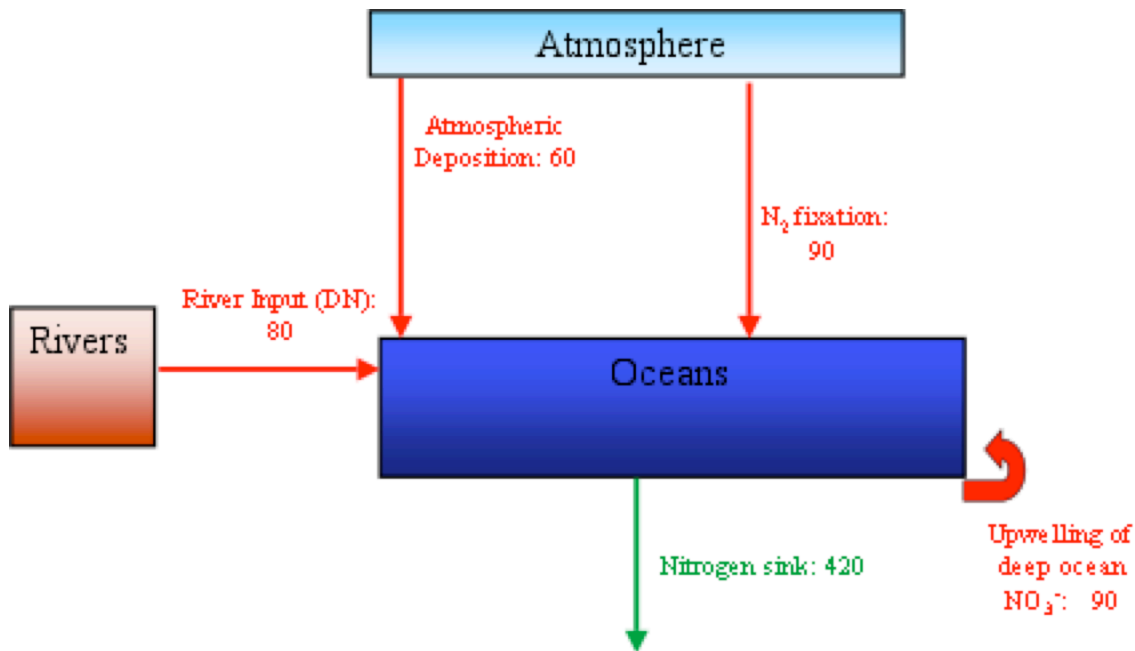 Atmosphere
Atmospheric
Deposition: 60
N₂ fixation:
90
River Input (DN):
80
Rivers
Oceans
Nitrogen sink: 420
Upwelling of
deep ocean
NO₃⁻: 90